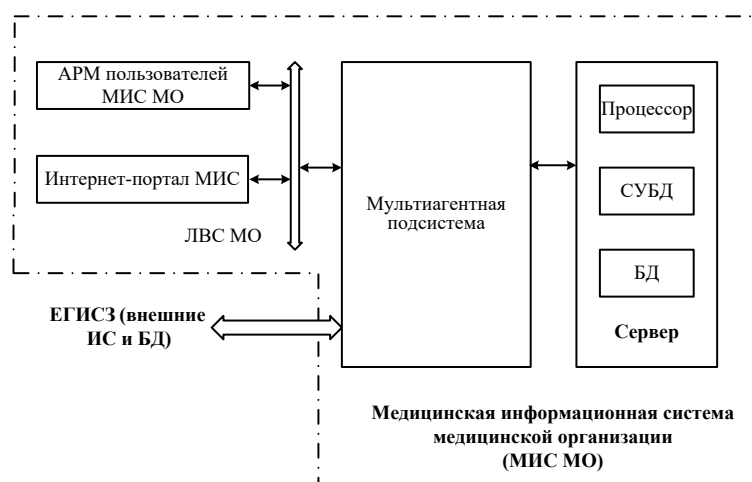 АРМ пользователей
МИС МО
Интернет-портал МИС
ЛВС МО
Мультиагентная
подсистема
Процессор
СУБД
БД
Сервер
ЕГИСЗ (внешние
ИС и БД)
Медицинская информационная система
медицинской организации
(МИС МО)